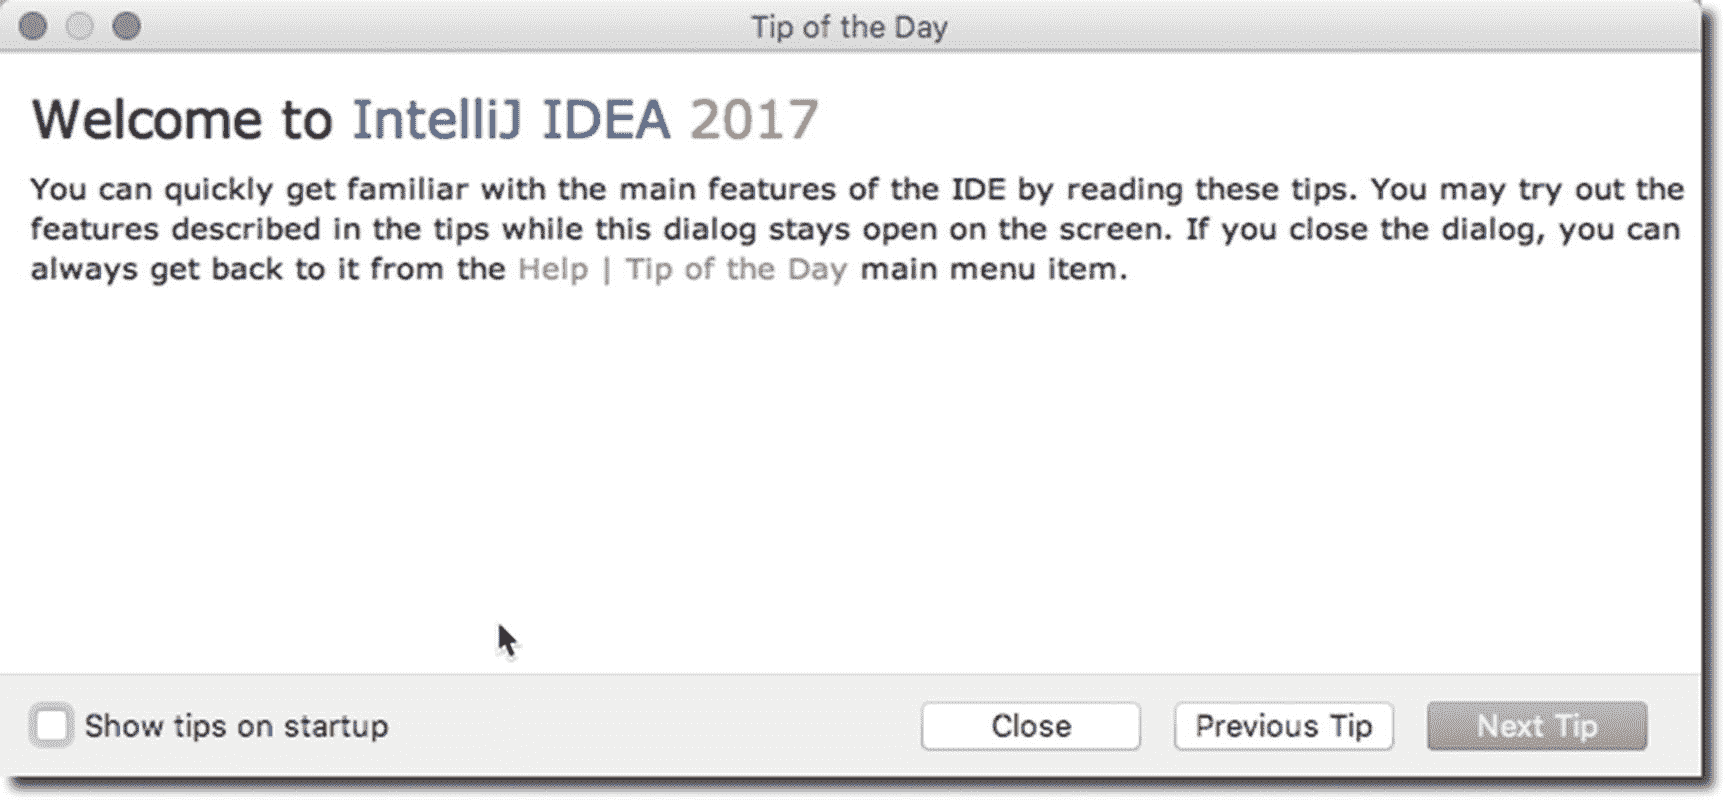 Tip of the Day
Welcome to IntelliJ IDEA 2017
You can quickly get familiar with the main features of the IDE by reading these tips. You may try out the
features described in the tips while this dialog stays open on the screen. If you close the dialog, you can
always get back to it from the Help | Tip of the Day main menu item.
Show tips on startup
Close
Previous Tip
Next Tip